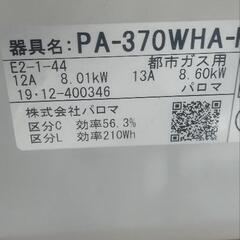 器具名: PA-370WHA-
E2-1-44 都市ガス用
12A 8.01kW 13A 8.60kW
19·12-400346 パロマ
株式会社パロマ
区分C 効率56.3%
区分L 効率210Wh